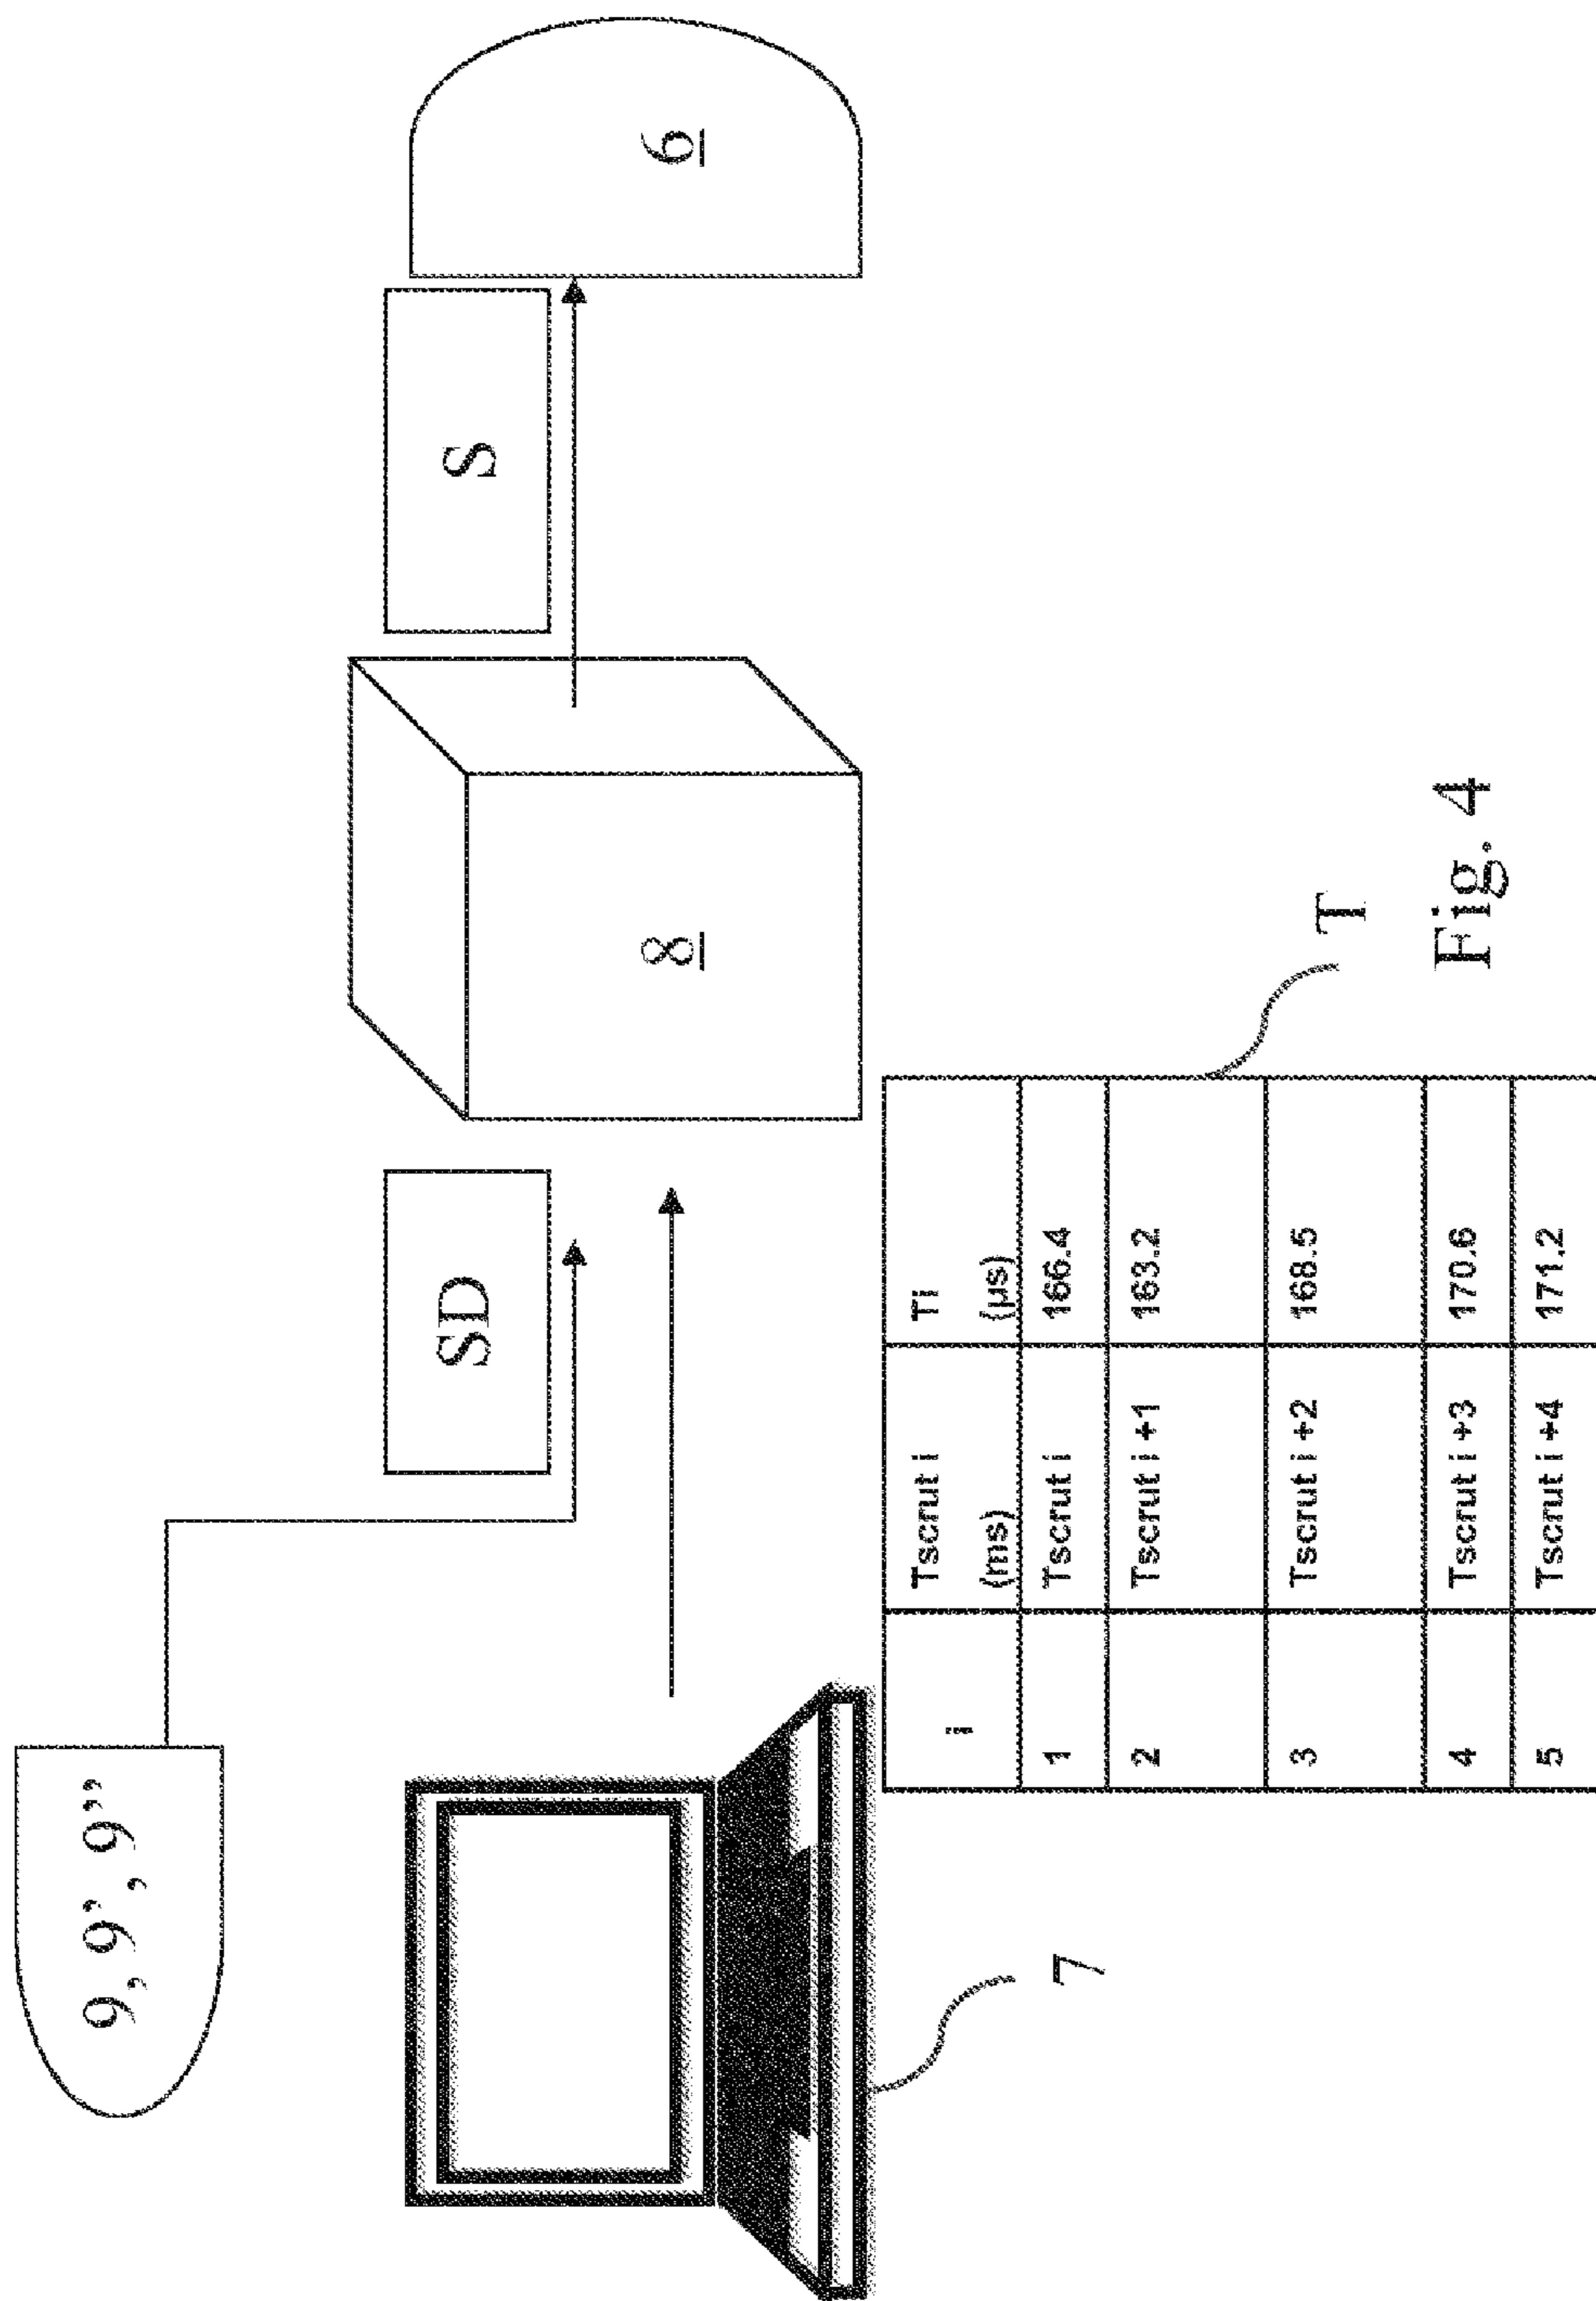 9, 9’, 9”
SD
S
8
6
7
i Tscrut i (ms) Ti (µs)
1 Tscrut i 166.4
2 Tscrut i +1 163.2
3 Tscrut i +2 168.5
4 Tscrut i +3 170.6
5 Tscrut i +4 171.2
T
Fig. 4